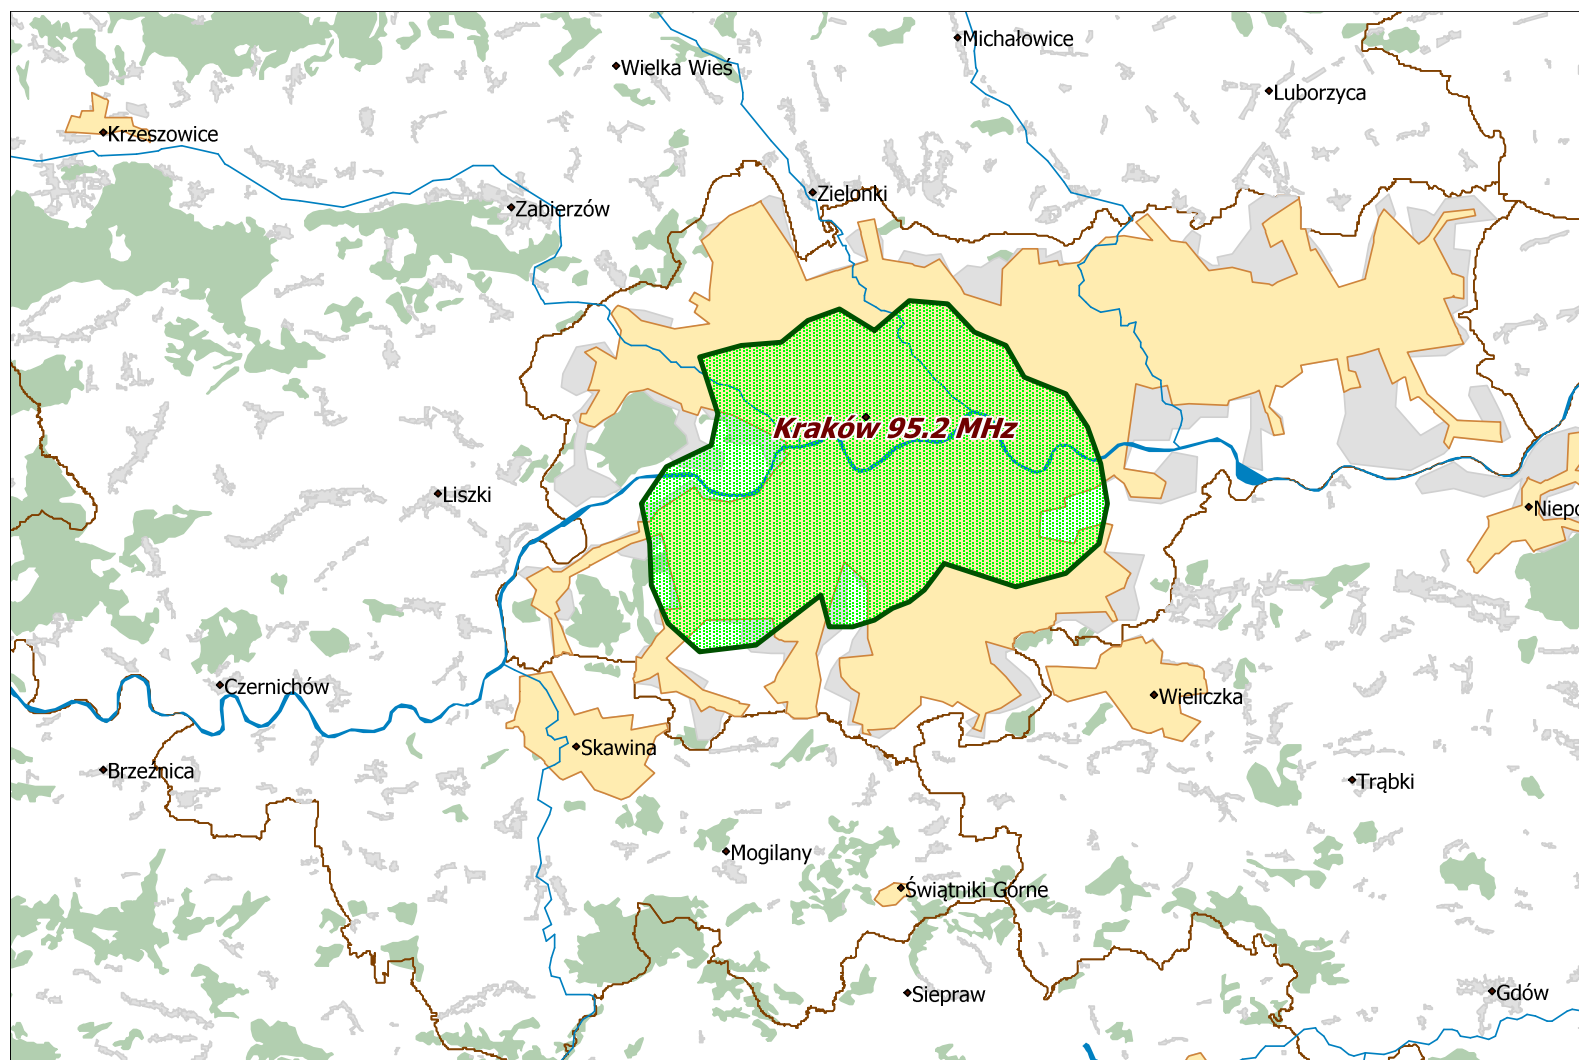 Michałowice
Wielka Wieś
Luborzyca
Krzeszowice
Zielonki
Zabierzów
Kraków 95.2 MHz
Liszki
Niepo
Czernichów
Wieliczka
Skawina
Brzeźnica
Trąbki
Mogilany
Świątniki Górne
Siepraw
Gdów